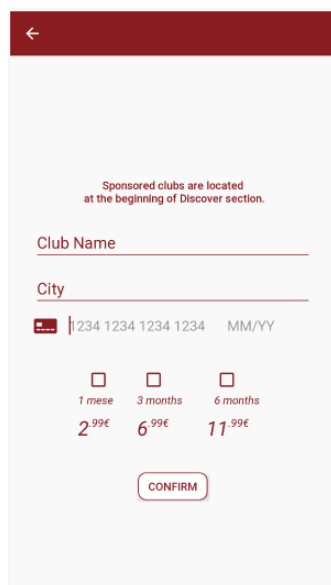 Sponsored clubs are located
at the beginning of Discover section.
Club Name
City
1234 1234 1234 1234 MM/YY
1 mese 3 months 6 months
2.99€ 6.99€ 11.99€
CONFIRM